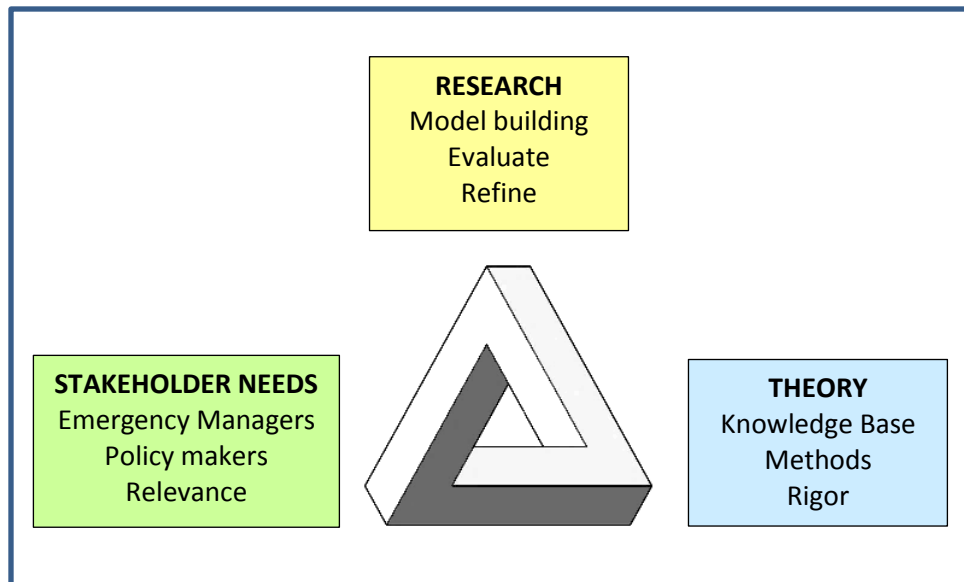 RESEARCH
Model building
Evaluate
Refine
STAKEHOLDER NEEDS
Emergency Managers
Policy makers
Relevance
THEORY
Knowledge Base
Methods
Rigor